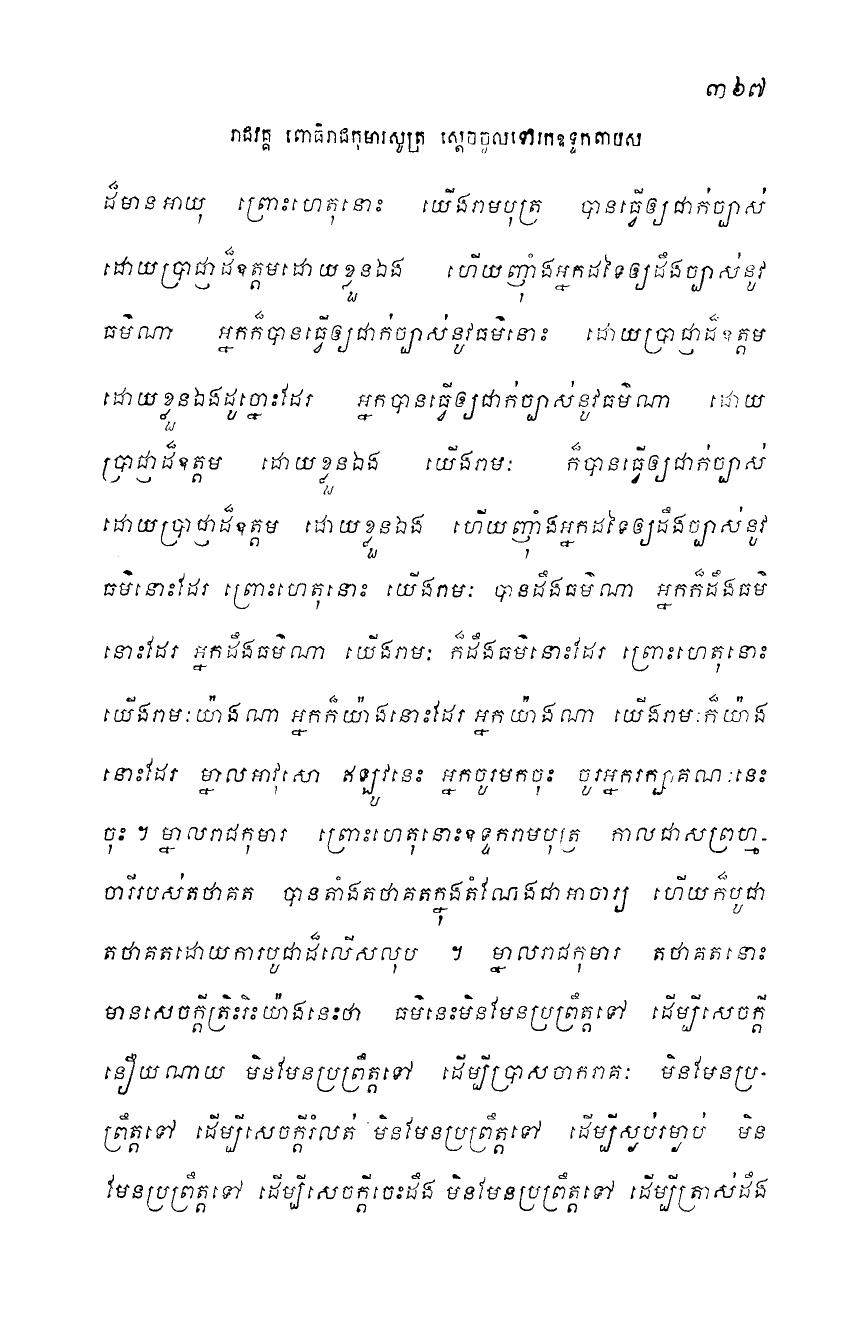 ៣៦៧
រាជវគ្គ ពោធិរាជកុមារសូត្រ ស្តេចចូលទៅរកឧទ្ទកតាបស
ដ៏មានអាយុ ព្រោះហេតុនោះ យើងរាមបុត្រ បានធ្វើឲ្យជាក់ច្បាស់
ដោយប្រាជ្ញាដ៏ឧត្តមដោយខ្លួនឯង ហើយញ៉ាំងអ្នកដទៃឲ្យដឹងច្បាស់នូវ
ធម៌ណា អ្នកក៏បានធ្វើឲ្យជាក់ច្បាស់នូវធម៌នោះ ដោយប្រាជ្ញាដ៏ឧត្តម
ដោយខ្លួនឯងដូច្នោះដែរ អ្នកបានធ្វើឲ្យជាក់ច្បាស់នូវធម៌ណា ដោយ
ប្រាជ្ញាដ៏ឧត្តម ដោយខ្លួនឯង យើងរាមៈ ក៏បានធ្វើឲ្យជាក់ច្បាស់
ដោយប្រាជ្ញាដ៏ឧត្តម ដោយខ្លួនឯង ហើយញ៉ាំងអ្នកដទៃឲ្យដឹងច្បាស់នូវ
ធម៌នោះដែរ ព្រោះហេតុនោះ យើងរាមៈ បានដឹងធម៌ណា អ្នកក៏ដឹងធម៌
នោះដែរ អ្នកដឹងធម៌ណា យើងរាមៈ ក៏ដឹងធម៌នោះដែរ ព្រោះហេតុនោះ
យើងរាមៈយ៉ាងណា អ្នកក៏យ៉ាងនោះដែរ អ្នកយ៉ាងណា យើងរាមៈក៏យ៉ាង
នោះដែរ ម្នាលអាវុសោ ឥឡូវនេះ អ្នកចូរមកចុះ ចូរអ្នករក្សាគណៈនេះ
ចុះ ។ ម្នាលរាជកុមារ ព្រោះហេតុនោះឧទ្ទករាមបុត្រ កាលជាសព្រហ្ម-
ចារីរបស់តថាគត បានតាំងតថាគតក្នុងតំណែងជាអាចារ្យ ហើយក៏បូជា
តថាគតដោយការបូជាដ៏លើសលុប ។ ម្នាលរាជកុមារ តថាគតនោះ
មានសេចក្តីត្រិះរិះយ៉ាងនេះថា ធម៌នេះមិនមែនប្រព្រឹត្តទៅ ដើម្បីសេចក្តី
នឿយណាយ មិនមែនប្រព្រឹត្តទៅ ដើម្បីប្រាសចាករាគៈ មិនមែនប្រ-
ព្រឹត្តទៅ ដើម្បីសេចក្តីរំលត់ មិនមែនប្រព្រឹត្តទៅ ដើម្បីស្ងប់រម្ងាប់ មិន
មែនប្រព្រឹត្តទៅ ដើម្បីសេចក្តីចេះដឹង មិនមែនប្រព្រឹត្តទៅ ដើម្បីត្រាស់ដឹង